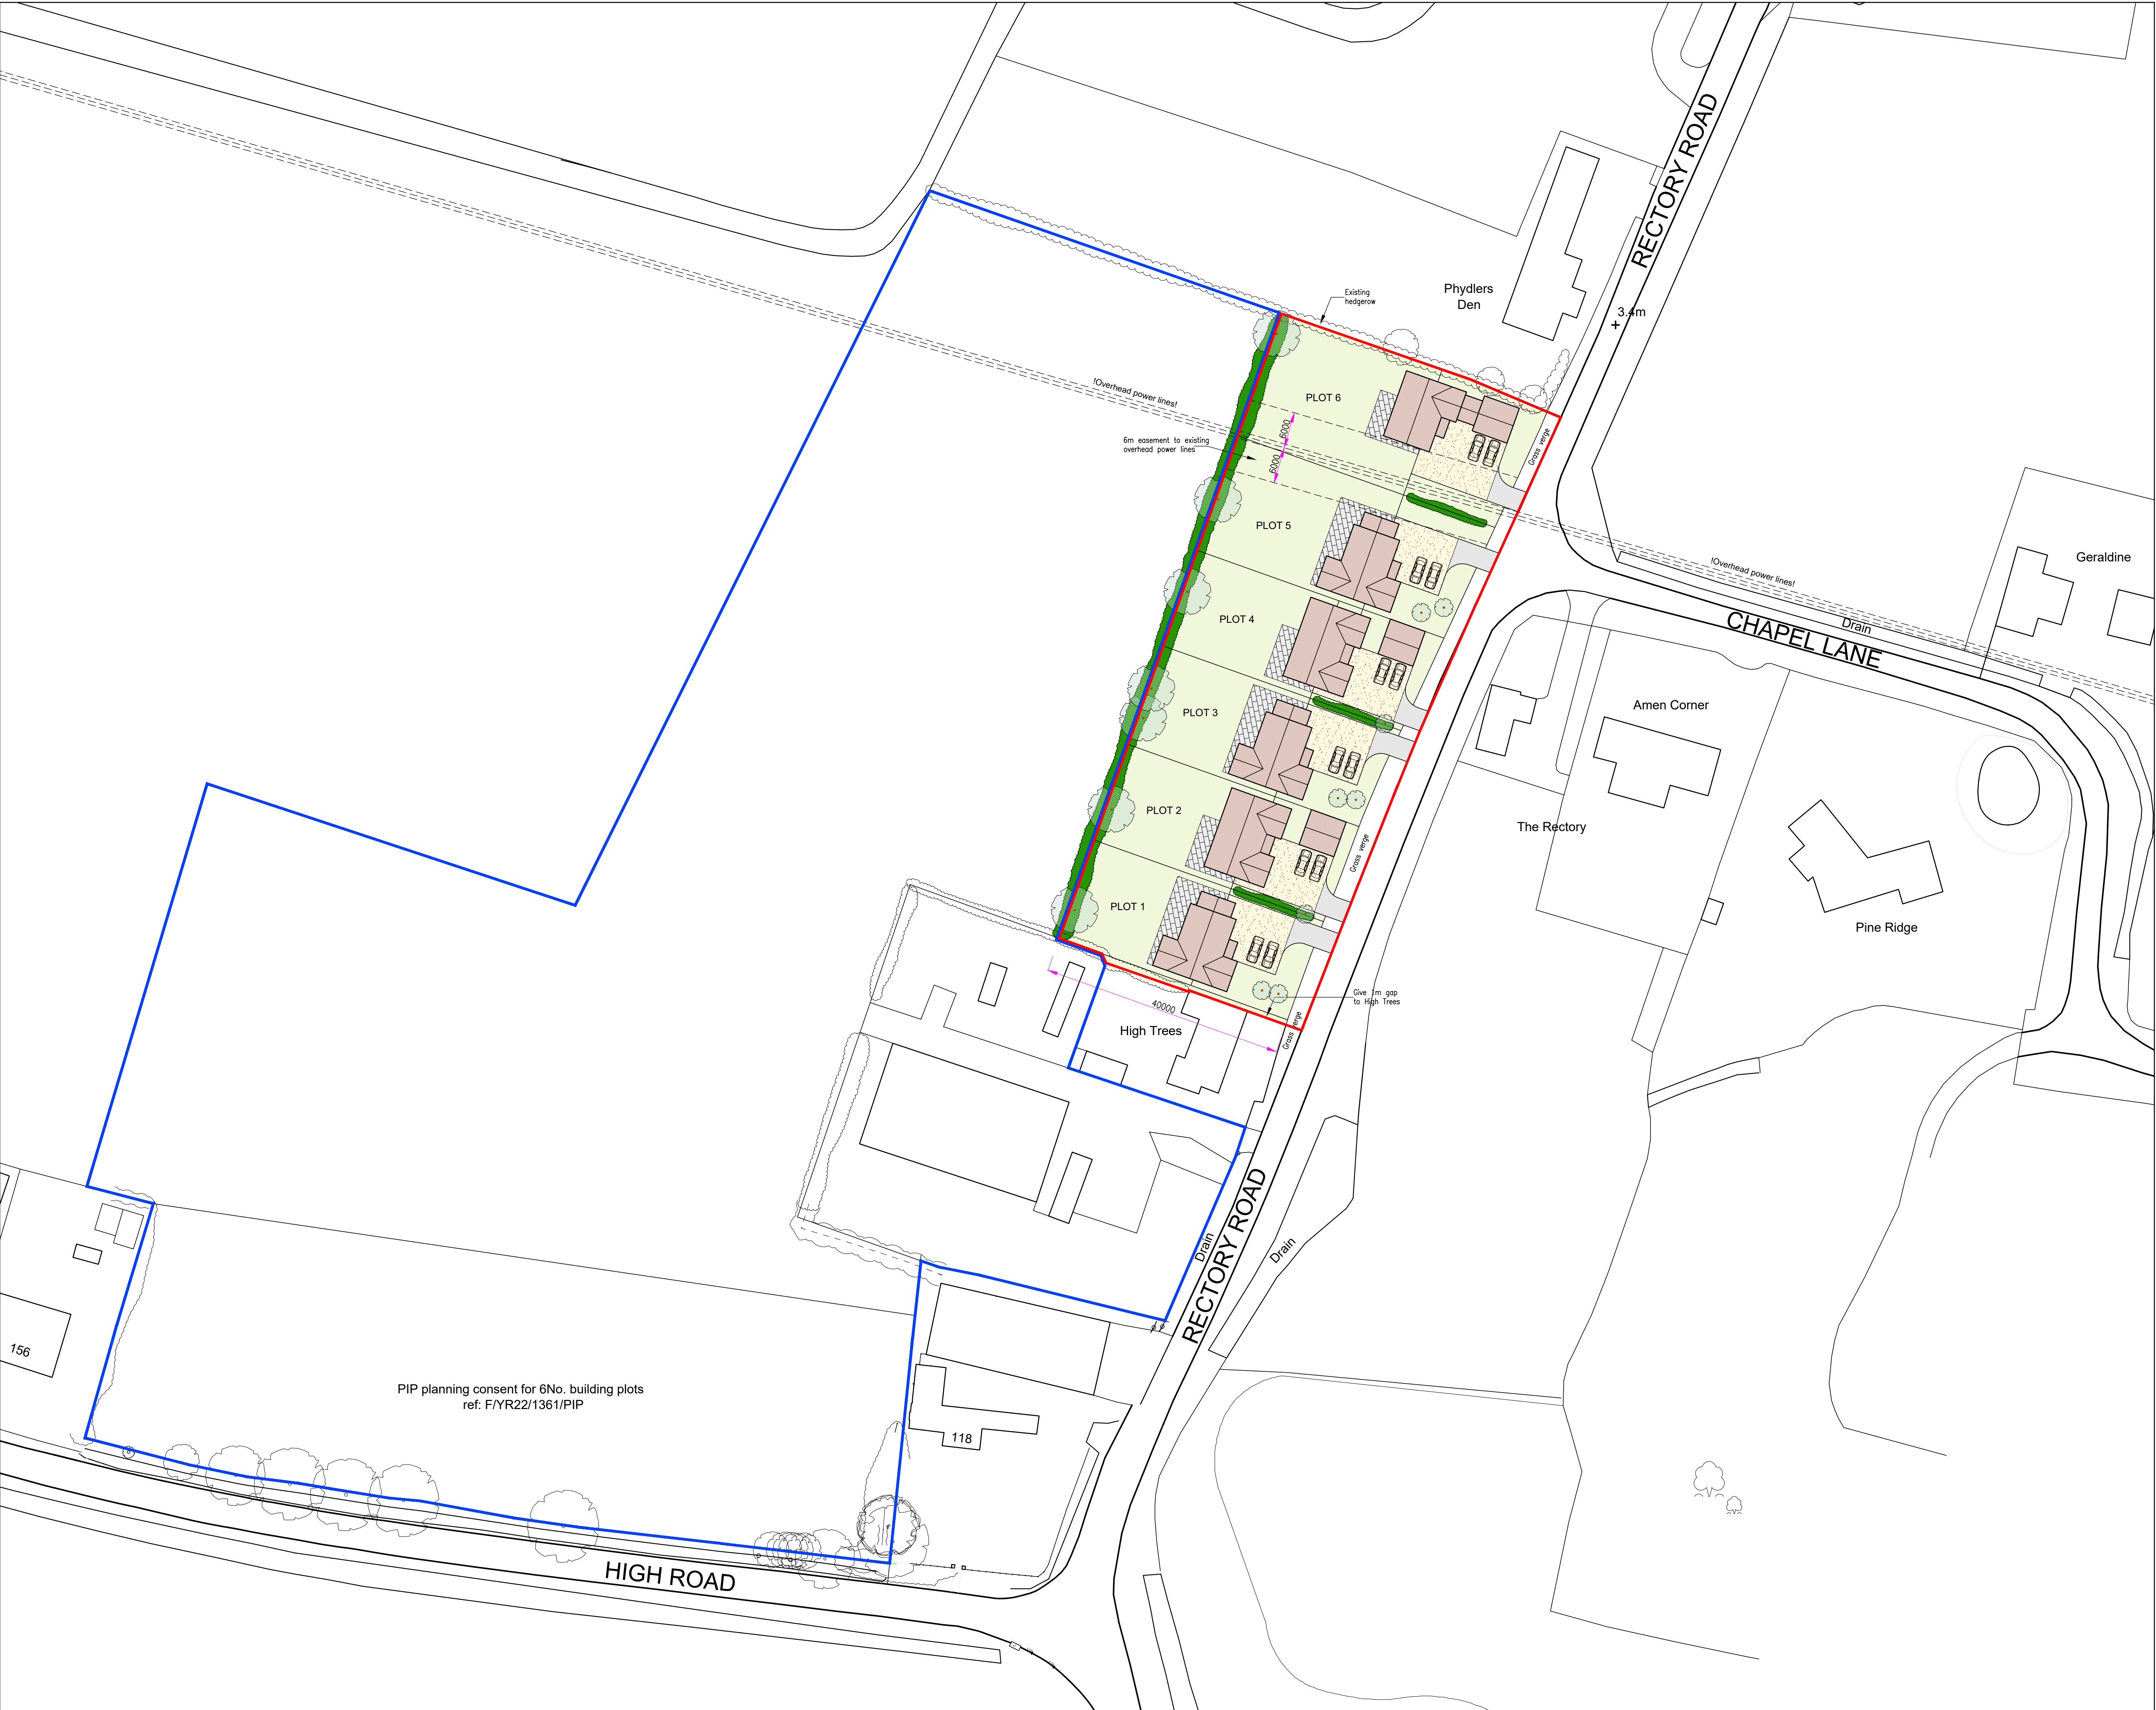 RECTORY ROAD
Existing
hedgerow
Phydlers
Den
3.4m
!Overhead power lines!
PLOT 6
6000
6m easement to existing
overhead power lines
6000
Grass verge
PLOT 5
!Overhead power lines!
Geraldine
PLOT 4
Drain
CHAPEL LANE
PLOT 3
Amen Corner
PLOT 2
The Rectory
Grass verge
PLOT 1
Pine Ridge
Give 1m gap
to High Trees
40000
High Trees
Grass verge
RECTORY ROAD
Drain
Drain
156
PIP planning consent for 6No. building plots
ref: F/YR22/1361/PIP
118
HIGH ROAD